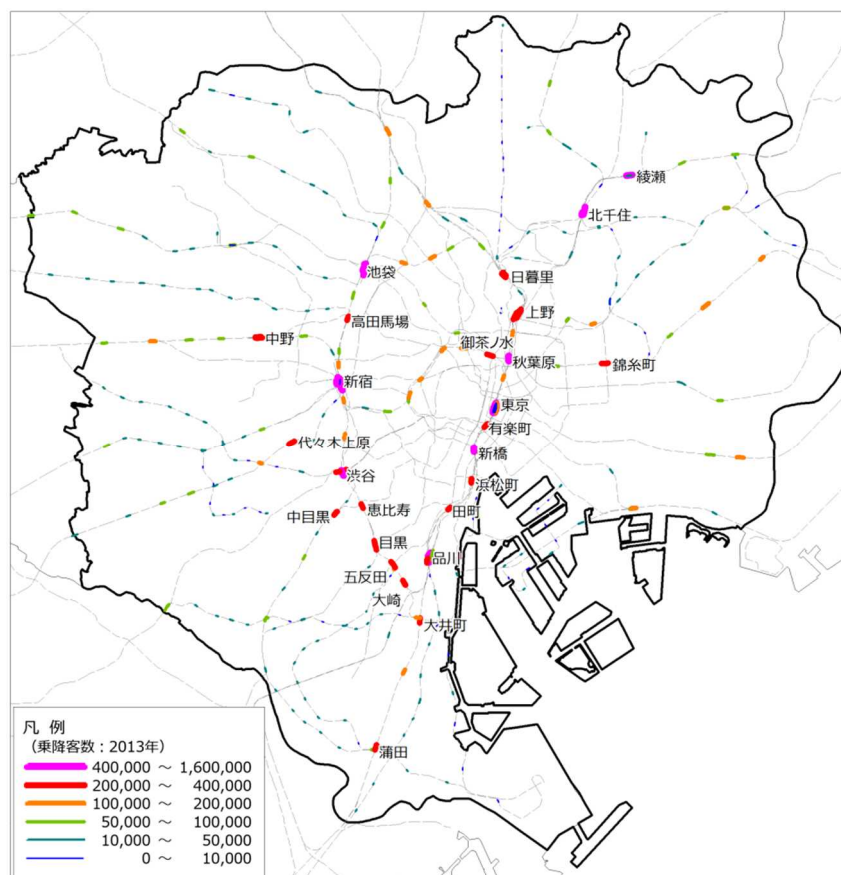 綾瀬
北千住
池袋
日暮里
上野
高田馬場
中野
御茶ノ水
秋葉原
錦糸町
新宿
東京
有楽町
代々木上原
新橋
渋谷
浜松町
恵比寿
田町
中目黒
目黒
品川
五反田
大崎
大井町
蒲田
凡 例
(乗降客数:2013年)
400,000 ～ 1,600,000
200,000 ～ 400,000
100,000 ～ 200,000
50,000 ～ 100,000
10,000 ～ 50,000
0 ～ 10,000